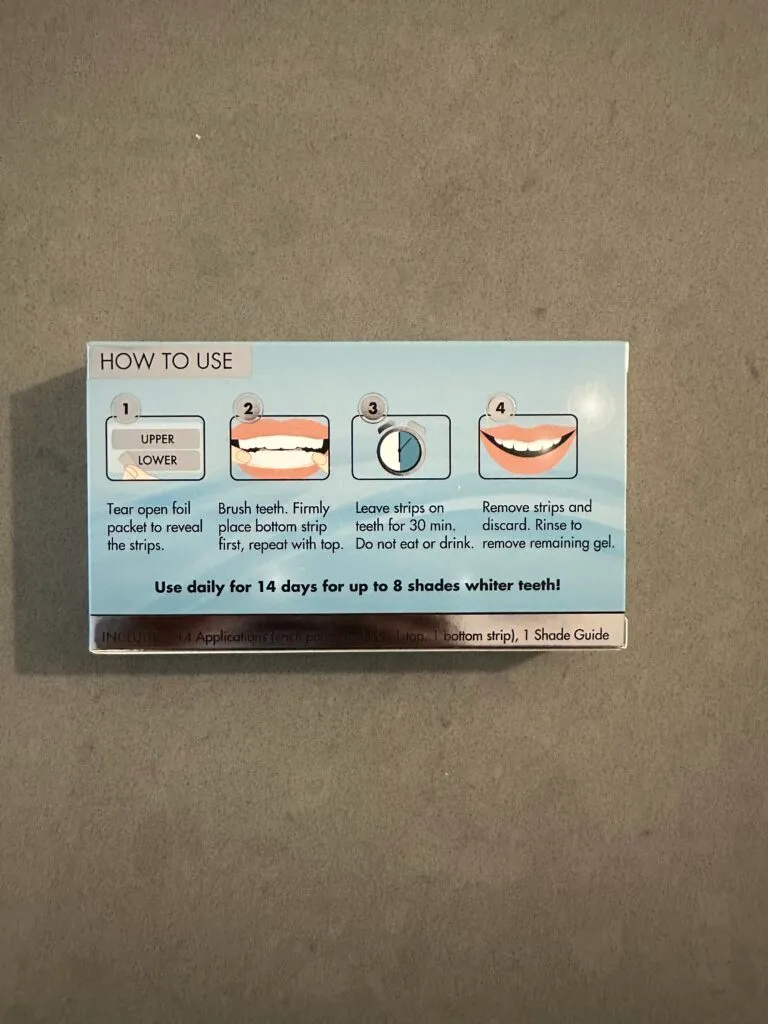 HOW TO USE
1
UPPER
LOWER
Tear open foil
packet to reveal
the strips.
2
Brush teeth. Firmly
place bottom strip
first, repeat with top.
3
Leave strips on
teeth for 30 min.
Do not eat or drink.
4
Remove strips and
discard. Rinse to
remove remaining gel.
Use daily for 14 days for up to 8 shades whiter teeth!
14 Applications (each 1 top, 1 bottom strip), 1 Shade Guide